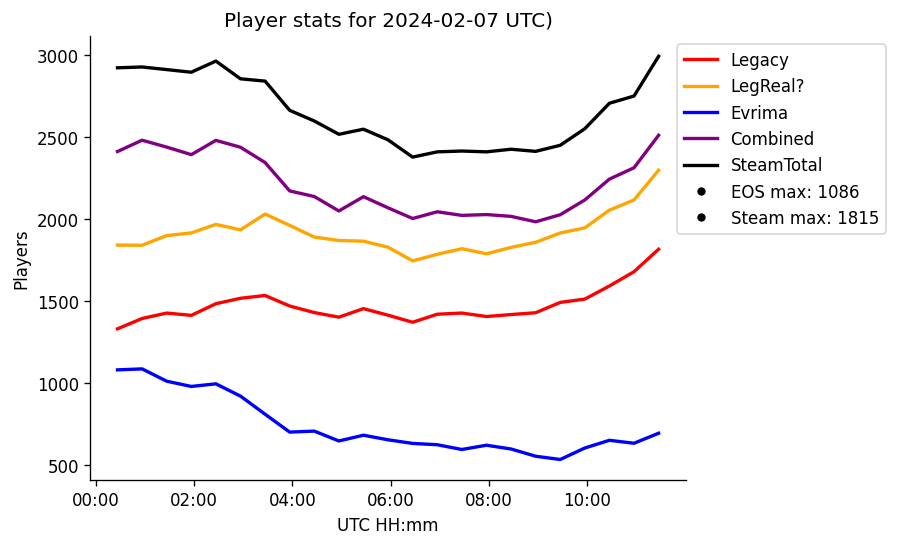 Player stats for 2024-02-07 UTC)
3000
2500
2000
1500
1000
500
Players
00:00 02:00 04:00 06:00 08:00 10:00
UTC HH:mm
Legacy
LegReal?
Evrima
Combined
SteamTotal
EOS max: 1086
Steam max: 1815